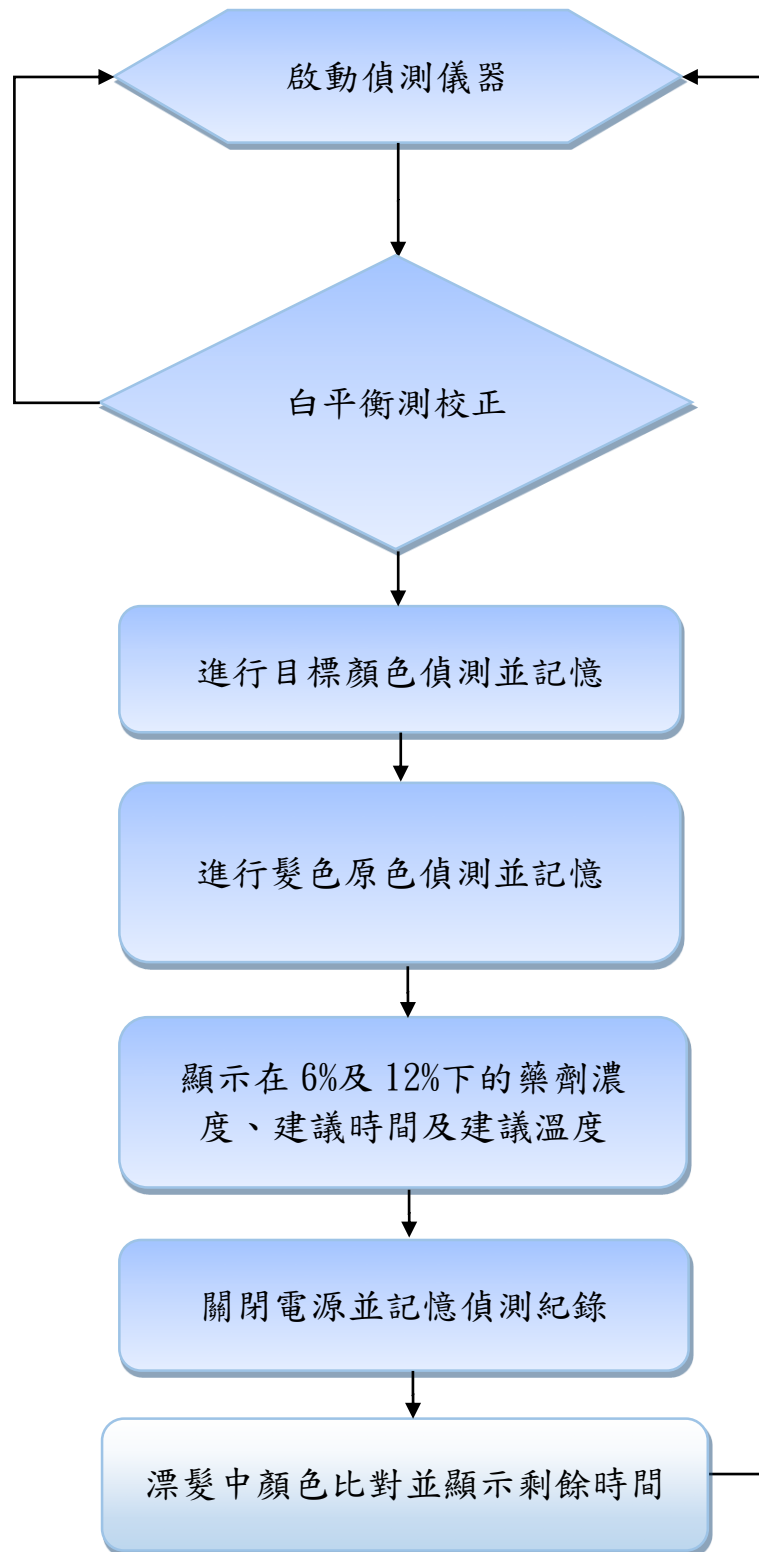 啟動偵測儀器
白平衡測校正
進行目標顏色偵測並記憶
進行髮色原色偵測並記憶
顯示在 6%及 12%下的藥劑濃
度、建議時間及建議溫度
關閉電源並記憶偵測紀錄
漂髮中顏色比對並顯示剩餘時間